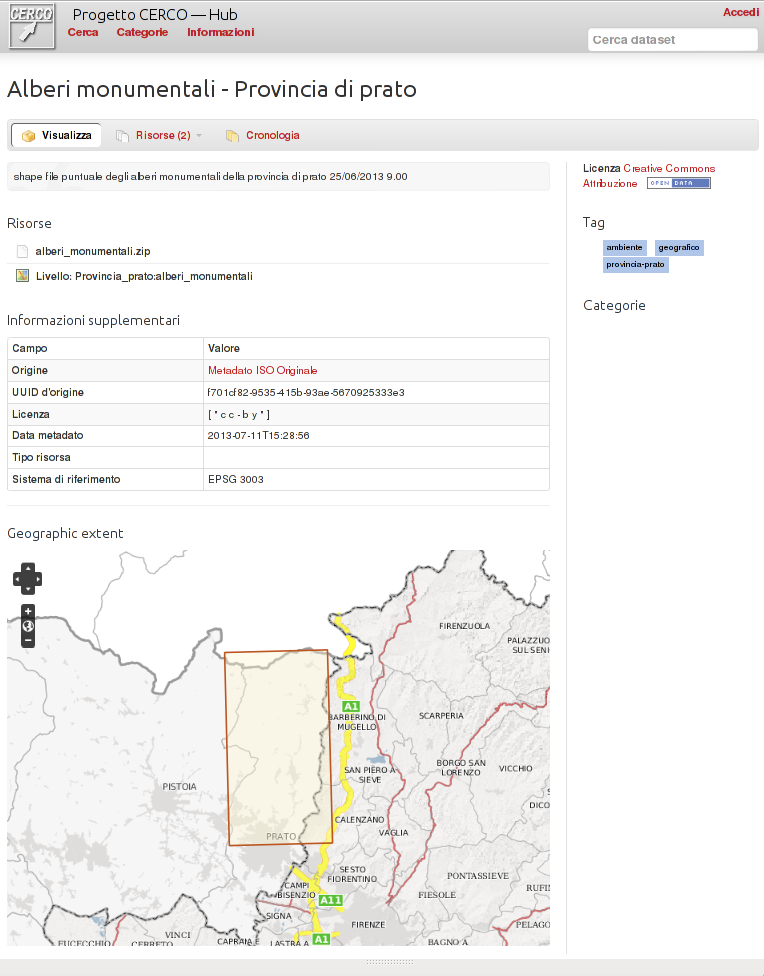 CERCO
Progetto CERCO — Hub
Accedi
Cerca Categorie Informazioni
Cerca dataset
Alberi monumentali - Provincia di prato
Visualizza Risorse (2) Cronologia
shape file puntuale degli alberi monumentali della provincia di prato 25/06/2013 9.00
Risorse
alberi_monumentali.zip
Livello: Provincia_prato:alberi_monumentali
Informazioni supplementari
Campo Valore
Origine Metadato ISO Originale
UUID d'origine f701cf82-9535-415b-93ae-5670925333e3
Licenza [ " c c - b y " ]
Data metadato 2013-07-11T15:28:56
Tipo risorsa
Sistema di riferimento EPSG 3003
Geographic extent
+
−
FIRENZUOLA
PALAZZUO
SUL SENI
A1
BARBERINO DI
MUGELLO
SCARPERIA
BORGO SAN
LORENZO
VICCHIO
SAN PIERO A
SIEVE
PISTOIA
DICO
CALENZANO
VAGLIA
PRATO
SESTO
FIORENTINO
PONTASSIEVE
CAMPI
BISENZIO
FIESOLE
RUFIN
A11
SIGNA
FIRENZE
PELAGO
VINCI
A1
FUCECCHIO
CERRETO
CAPRAIA E
LASTRA A
BAGNO A
Licenza Creative Commons
Attribuzione OPEN DATA
Tag
ambiente geografico
provincia-prato
Categorie